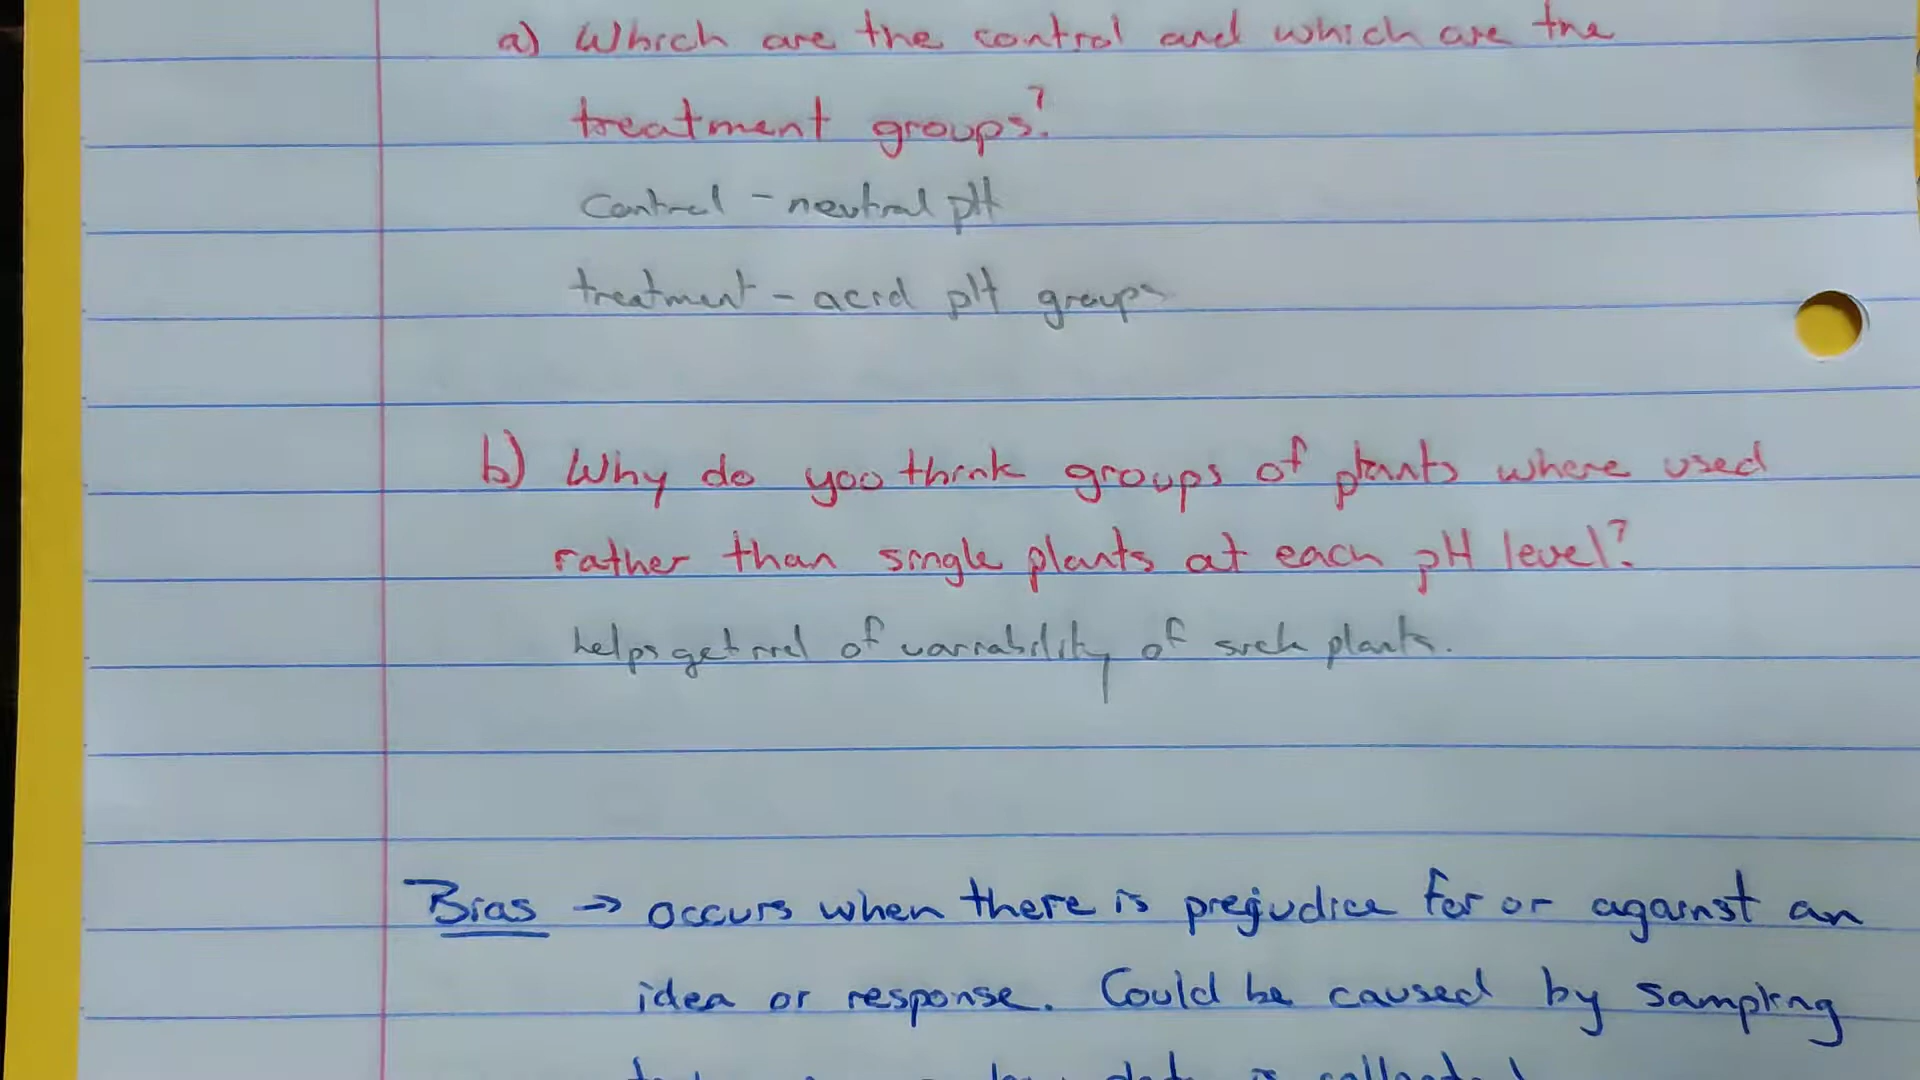 a) Which are the control and which are the
treatment groups?
control - neutral pH
treatment - acid pH groups
b) Why do you think groups of plants where used
rather than single plants at each pH level?
helps get rid of variability of such plants.
Bias → occurs when there is prejudice for or against an
idea or response. Could be caused by sampling